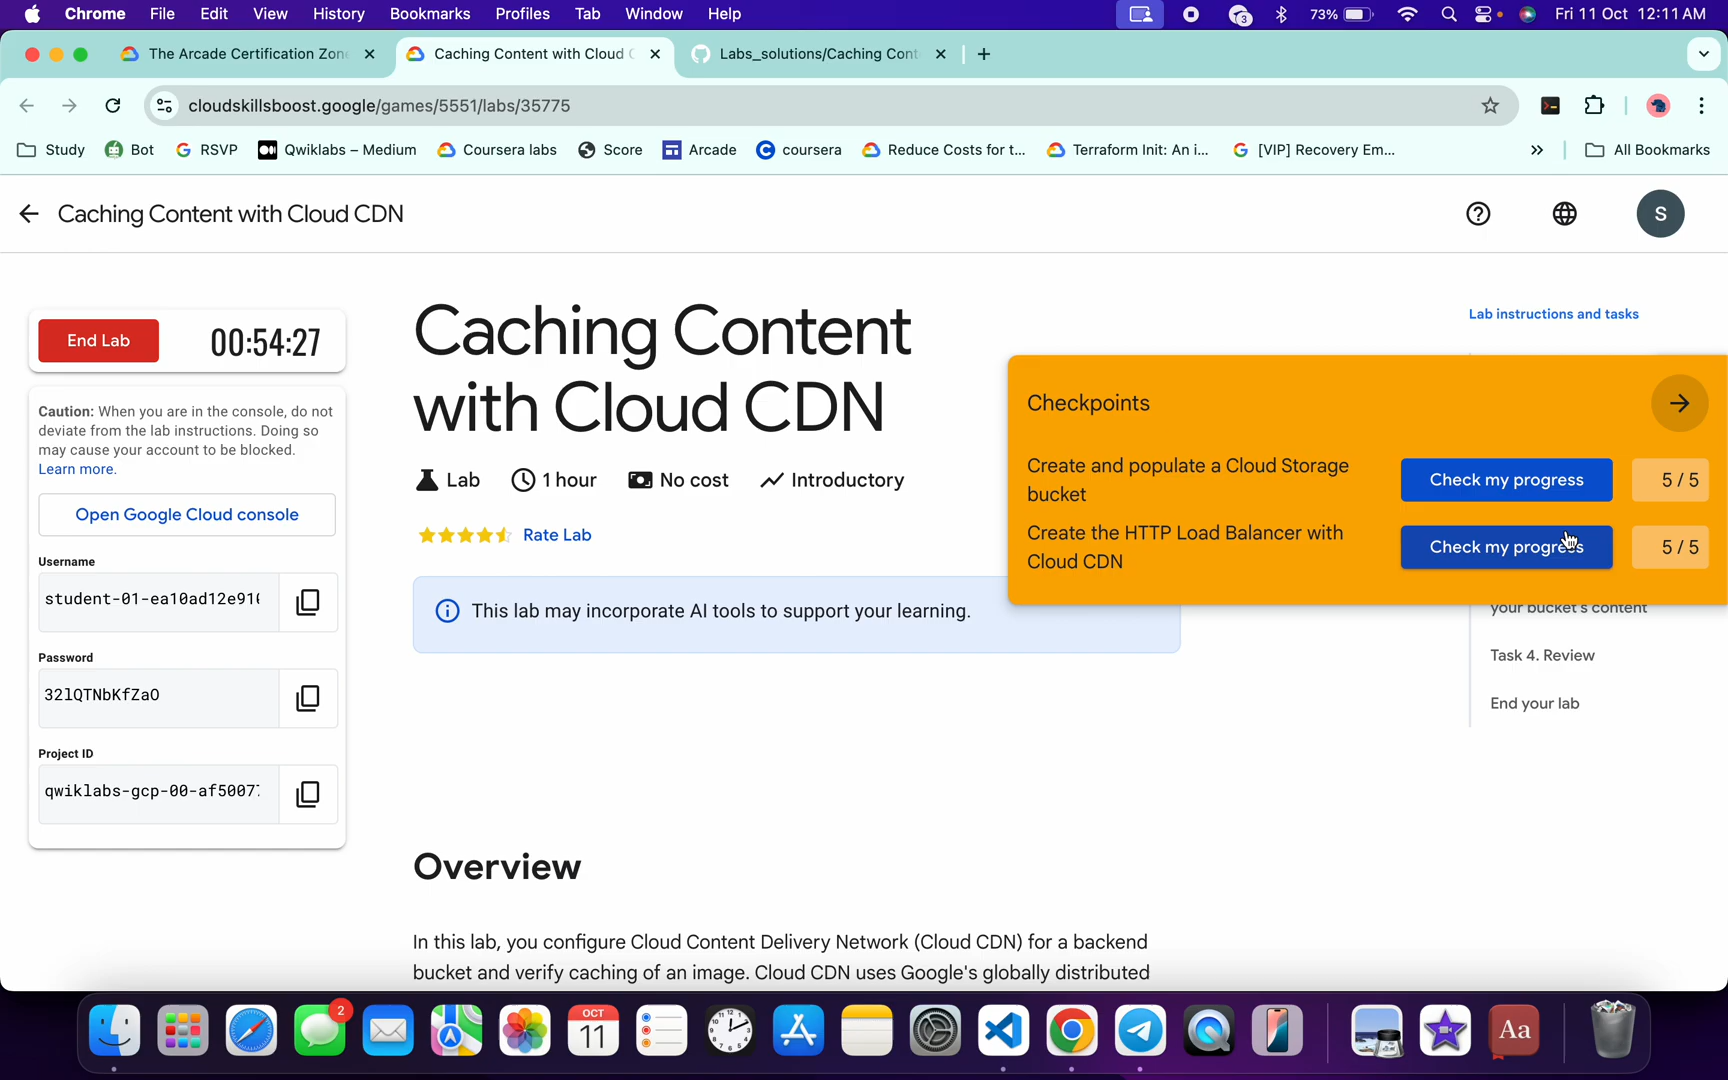 Chrome File Edit View History Bookmarks Profiles Tab Window Help 3 73% Fri 11 Oct 12:11 AM
The Arcade Certification Zone Caching Content with Cloud C Labs_solutions/Caching Cont
cloudskillsboost.google/games/5551/labs/35775
Study Bot RSVP Qwiklabs – Medium Coursera labs Score Arcade coursera Reduce Costs for t... Terraform Init: An i... [VIP] Recovery Em... All Bookmarks
Caching Content with Cloud CDN
S
End Lab 00:54:27
Caution: When you are in the console, do not
deviate from the lab instructions. Doing so
may cause your account to be blocked.
Learn more.
Open Google Cloud console
Username
student-01-ea10ad12e916
Password
32lQTNbKfZaO
Project ID
qwiklabs-gcp-00-af5007
Caching Content
with Cloud CDN
Lab 1 hour No cost Introductory
Rate Lab
This lab may incorporate AI tools to support your learning.
Overview
In this lab, you configure Cloud Content Delivery Network (Cloud CDN) for a backend
bucket and verify caching of an image. Cloud CDN uses Google's globally distributed
Lab instructions and tasks
Checkpoints
Create and populate a Cloud Storage
bucket
Check my progress 5 / 5
Create the HTTP Load Balancer with
Cloud CDN
Check my progress 5 / 5
your bucket's content
Task 4. Review
End your lab
2
OCT
11
Aa